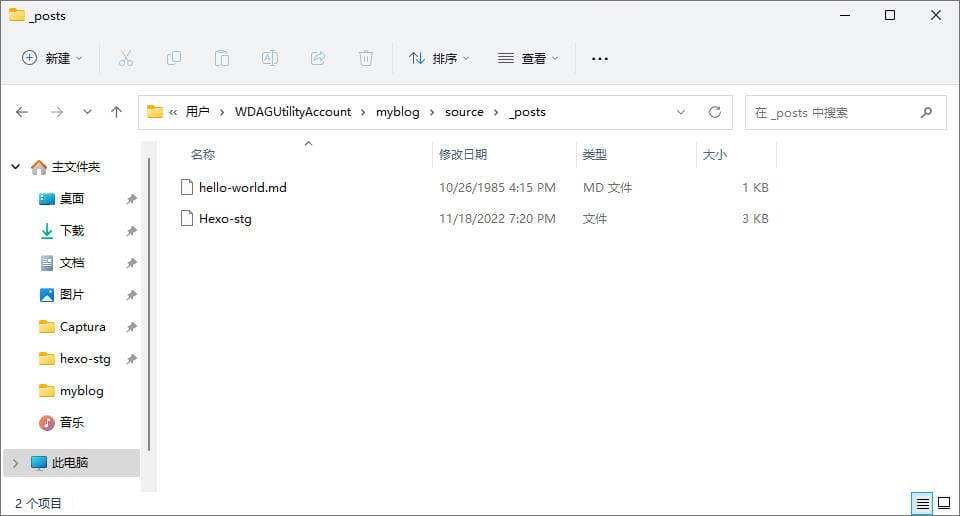 _posts
新建 排序 查看 ...
« 用户 › WDAGUtilityAccount › myblog › source › _posts 在 _posts 中搜索
名称 修改日期 类型 大小
主文件夹
hello-world.md 10/26/1985 4:15 PM MD 文件 1 KB
桌面
Hexo-stg 11/18/2022 7:20 PM 文件 3 KB
下载
文档
图片
Captura
hexo-stg
myblog
音乐
此电脑
2 个项目